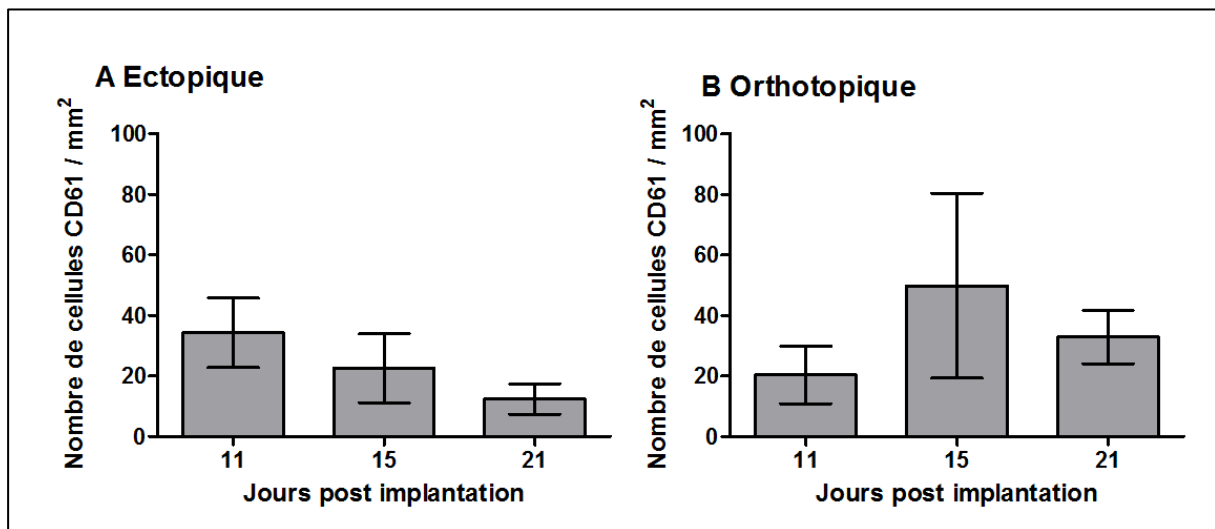 A Ectopique
Nombre de cellules CD61 / mm²
100
80
60
40
20
0
11 15 21
Jours post implantation
B Orthotopique
Nombre de cellules CD61 / mm²
100
80
60
40
20
0
11 15 21
Jours post implantation